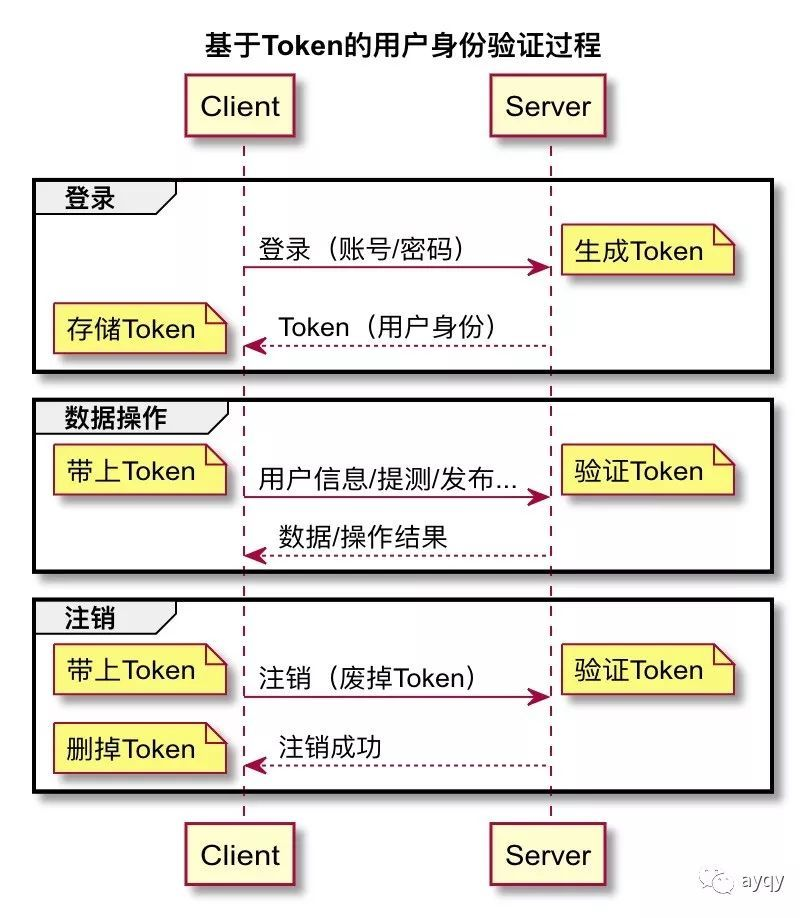 基于Token的用户身份验证过程
Client
Server
登录
登录（账号/密码）
生成Token
存储Token
Token（用户身份）
数据操作
带上Token
用户信息/提测/发布...
验证Token
数据/操作结果
注销
带上Token
注销（废掉Token）
验证Token
删掉Token
注销成功
Client
Server
ayqy